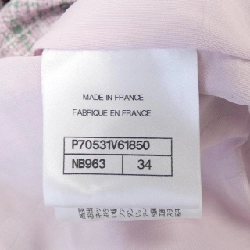 MADE IN FRANCE
FABRIQUE EN FRANCE
P70531V61850
NB963 34